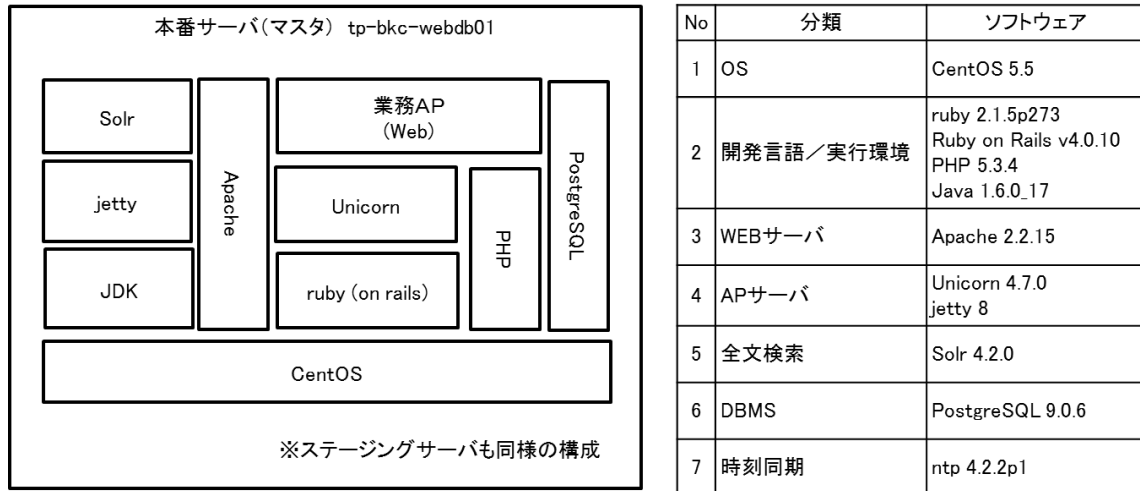 本番サーバ(マスタ) tp-bkc-webdb01
Solr
jetty
JDK
Apache
業務AP
(Web)
Unicorn
ruby (on rails)
PHP
PostgreSQL
CentOS
※ステージングサーバも同様の構成
No 分類 ソフトウェア
1 OS CentOS 5.5
2 開発言語/実行環境
ruby 2.1.5p273
Ruby on Rails v4.0.10
PHP 5.3.4
Java 1.6.0_17
3 WEBサーバ Apache 2.2.15
4 APサーバ
Unicorn 4.7.0
jetty 8
5 全文検索 Solr 4.2.0
6 DBMS PostgreSQL 9.0.6
7 時刻同期 ntp 4.2.2p1